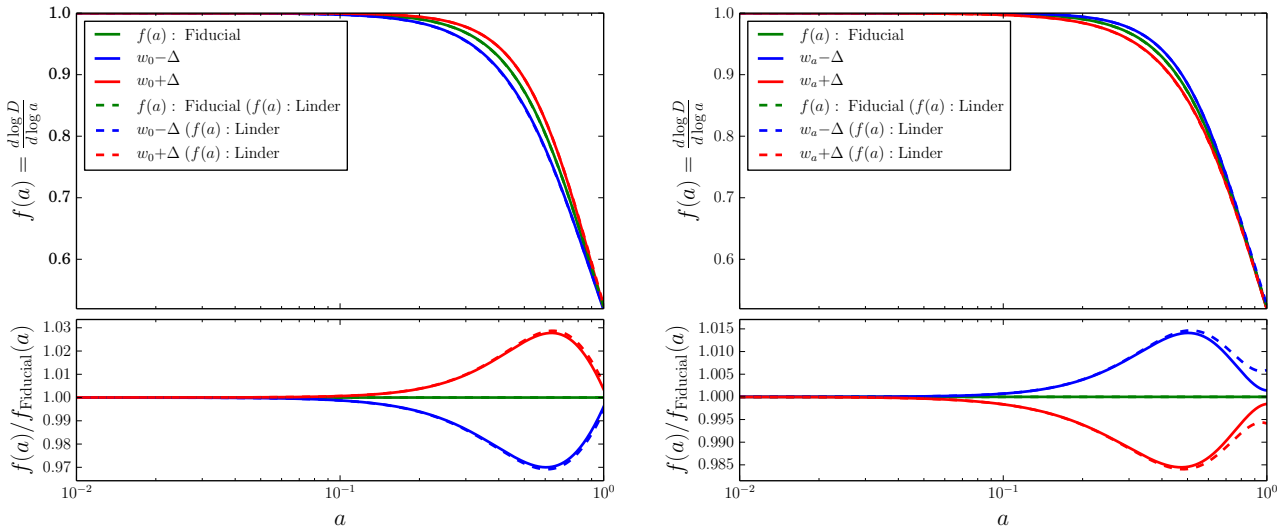 1.0
0.9
0.8
0.7
0.6
f(a) = d log D / d log a
f(a) : Fiducial
w₀−Δ
w₀+Δ
f(a) : Fiducial (f(a) : Linder
w₀−Δ (f(a) : Linder
w₀+Δ (f(a) : Linder
1.03
1.02
1.01
1.00
0.99
0.98
0.97
f(a)/f_Fiducial(a)
10⁻²
10⁻¹
10⁰
a
1.0
0.9
0.8
0.7
0.6
f(a) = d log D / d log a
f(a) : Fiducial
wₐ−Δ
wₐ+Δ
f(a) : Fiducial (f(a) : Linder
wₐ−Δ (f(a) : Linder
wₐ+Δ (f(a) : Linder
1.015
1.010
1.005
1.000
0.995
0.990
0.985
f(a)/f_Fiducial(a)
10⁻²
10⁻¹
10⁰
a